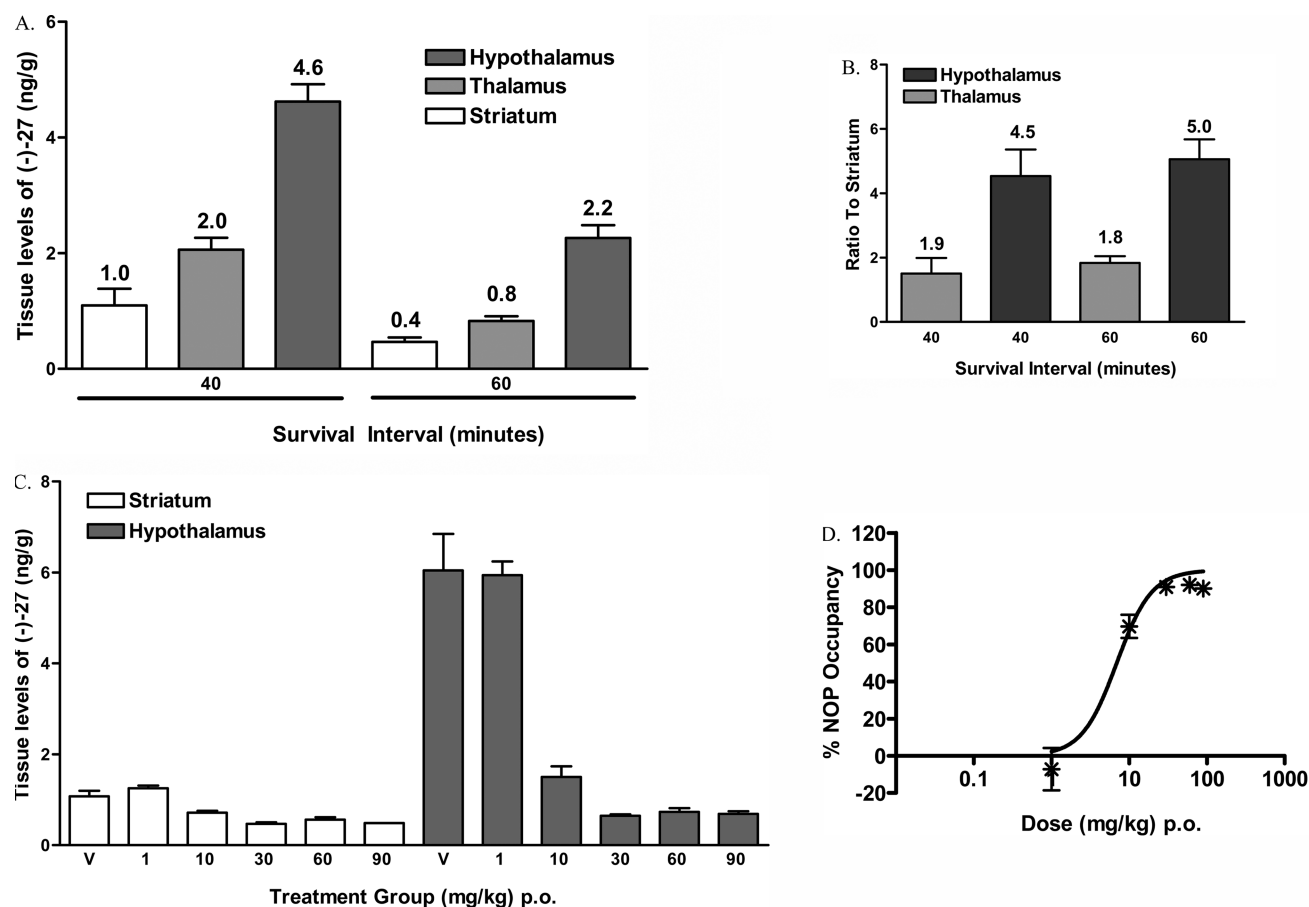 A.
Tissue levels of (-)-27 (ng/g)
6
4
2
0
Hypothalamus
Thalamus
Striatum
1.0
2.0
4.6
0.4
0.8
2.2
40
60
Survival Interval (minutes)
B.
Ratio To Striatum
8
6
4
2
0
Hypothalamus
Thalamus
1.9
4.5
1.8
5.0
40
40
60
60
Survival Interval (minutes)
C.
Tissue levels of (-)-27 (ng/g)
8
6
4
2
0
Striatum
Hypothalamus
V 1 10 30 60 90 V 1 10 30 60 90
Treatment Group (mg/kg) p.o.
D.
% NOP Occupancy
120
100
80
60
40
20
0
-20
0.1 10 100 1000
Dose (mg/kg) p.o.